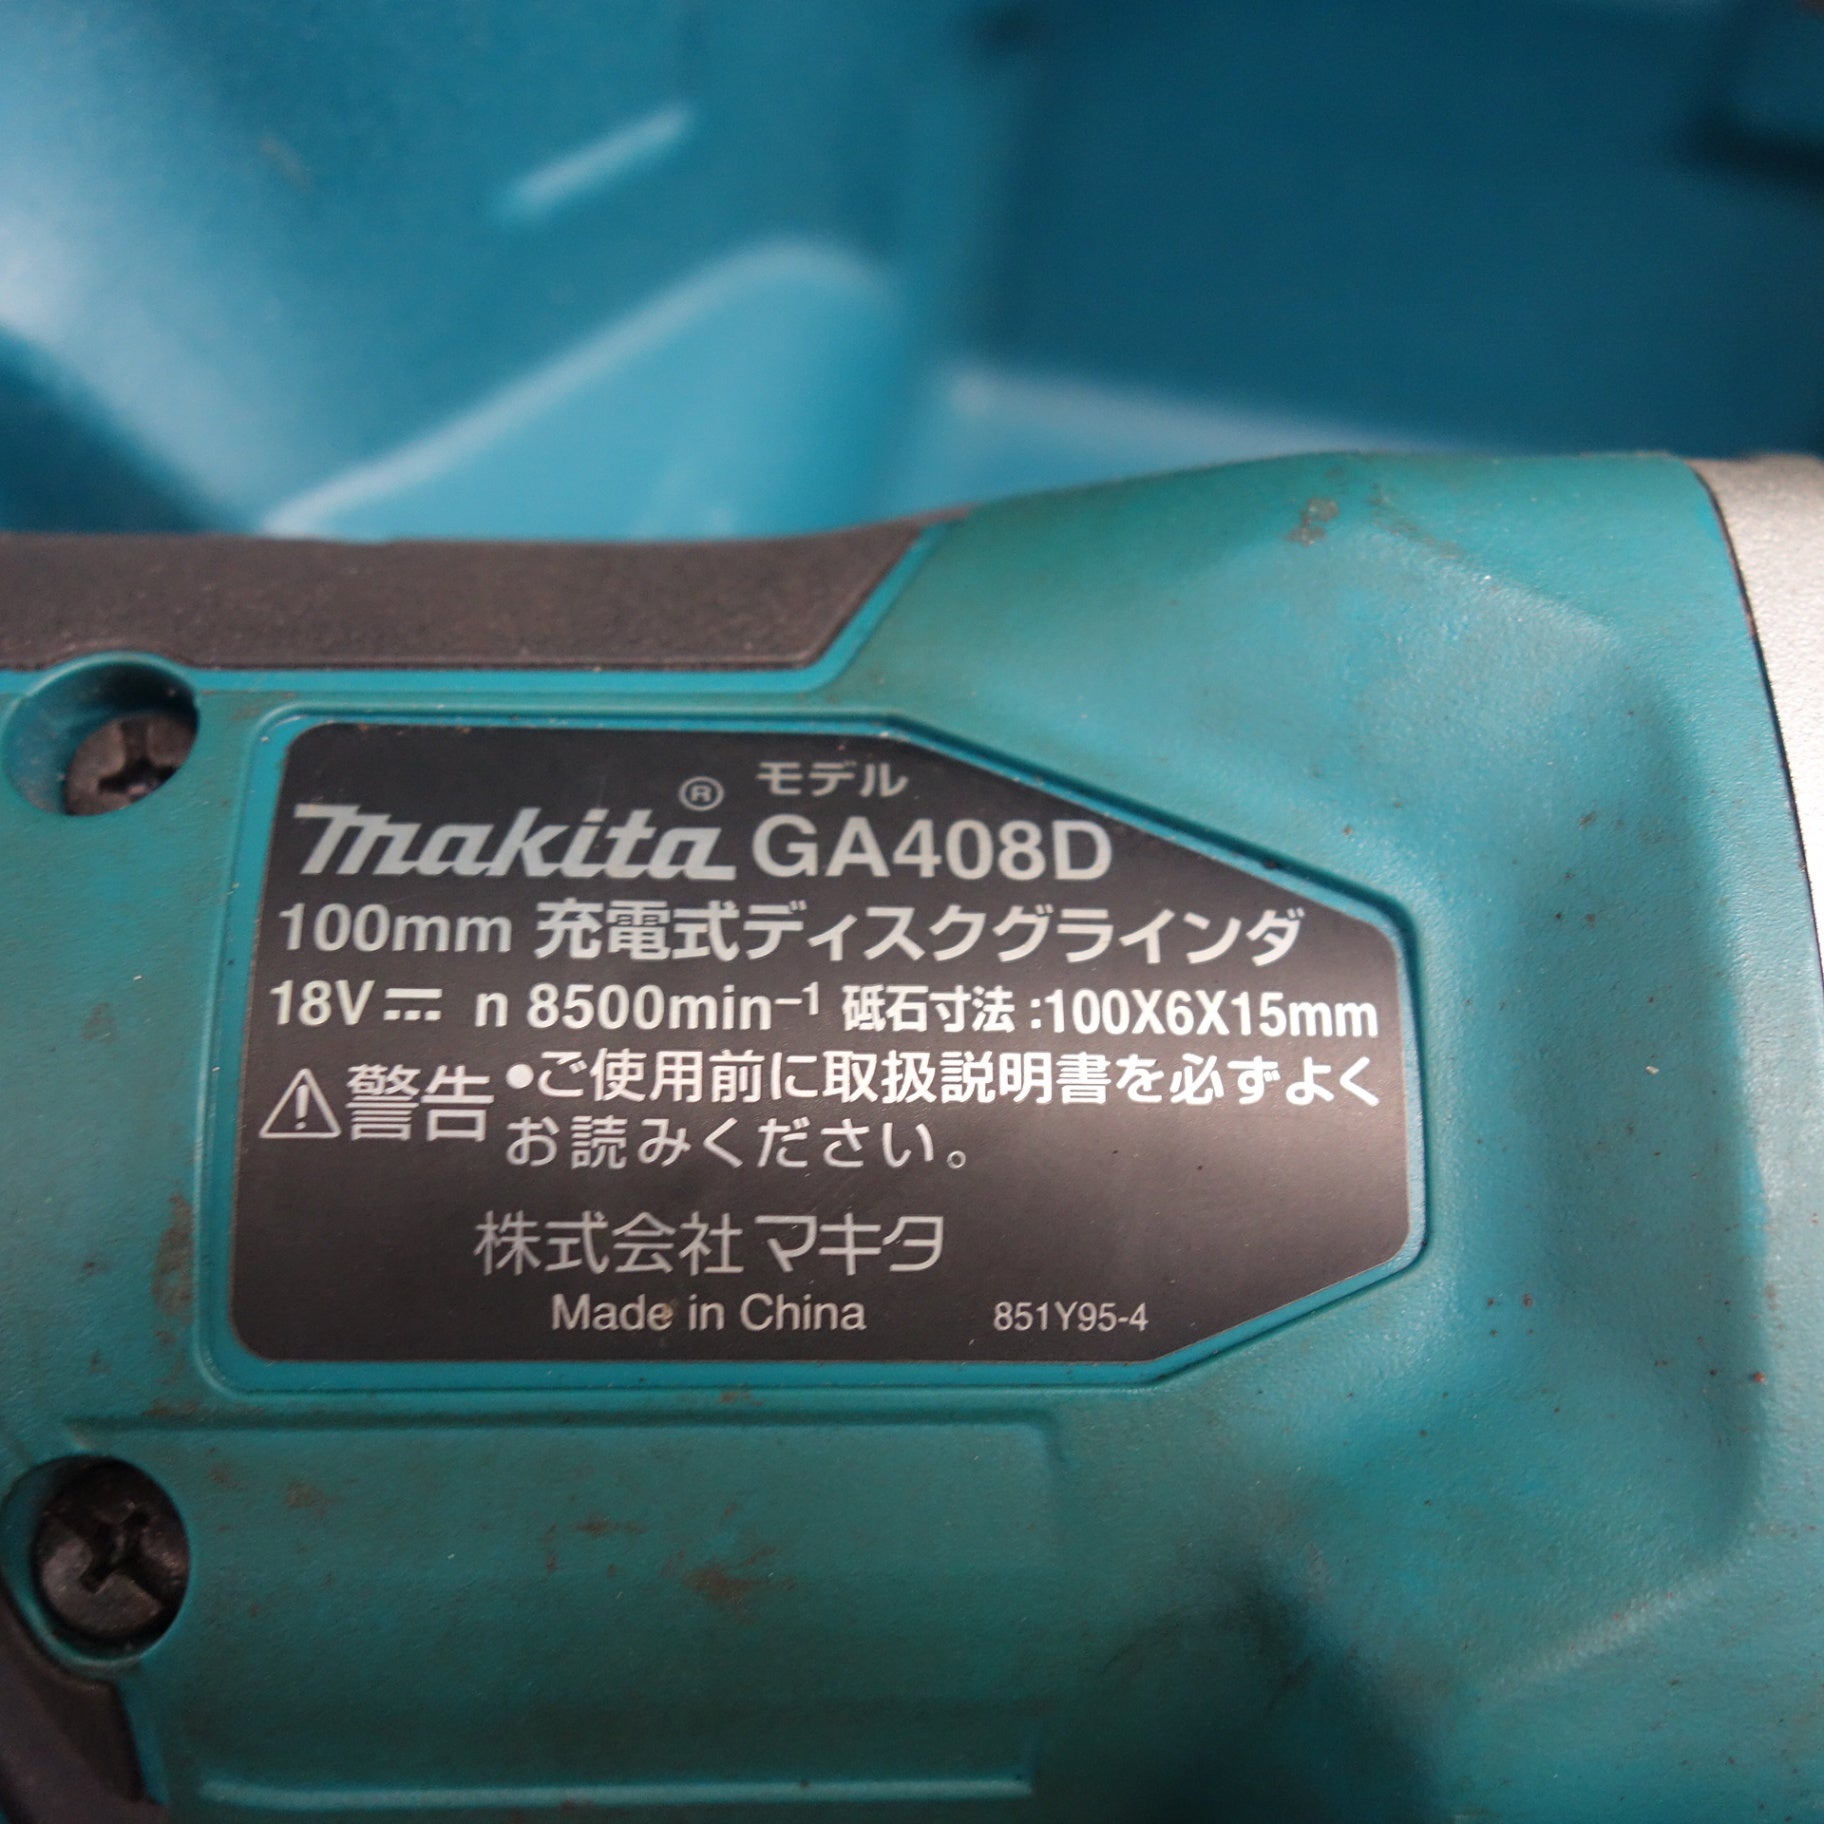 makita® モデル GA408D
100mm 充電式ディスクグラインダ
18V⎓ n 8500min⁻¹ 砥石寸法:100X6X15mm
⚠警告 ●ご使用前に取扱説明書を必ずよく
お読みください。
株式会社マキタ
Made in China 851Y95-4